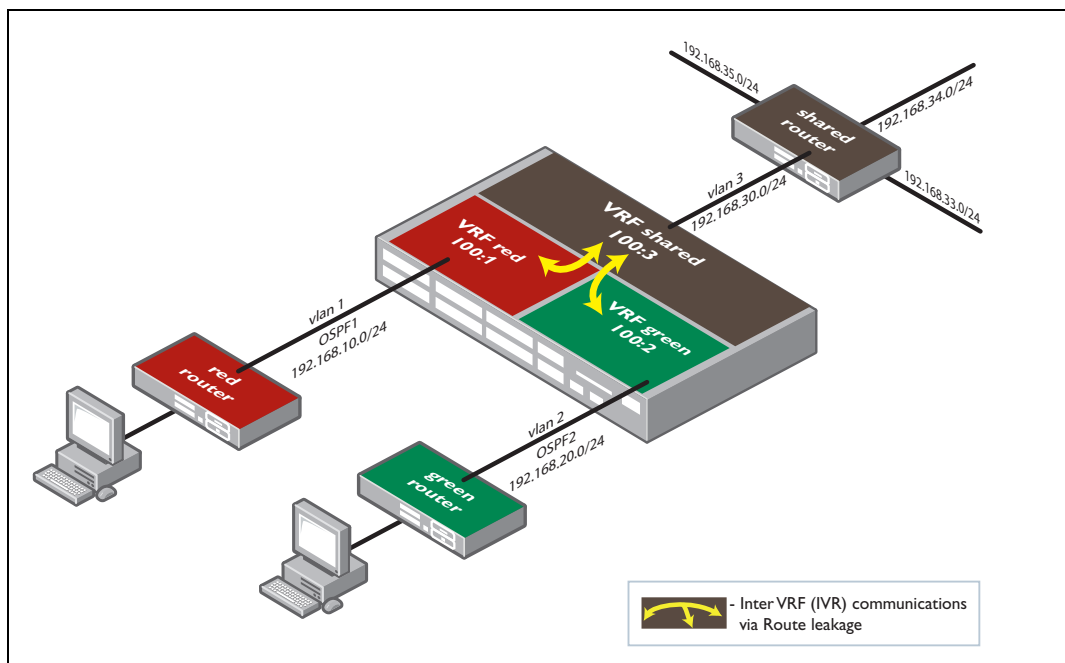 192.168.35.0/24
192.168.34.0/24
shared
router
192.168.33.0/24
vlan 3
192.168.30.0/24
VRF shared
100:3
VRF red
100:1
VRF green
100:2
vlan 1
OSPF1
192.168.10.0/24
red
router
vlan 2
OSPF2
192.168.20.0/24
green
router
- Inter VRF (IVR) communications
via Route leakage